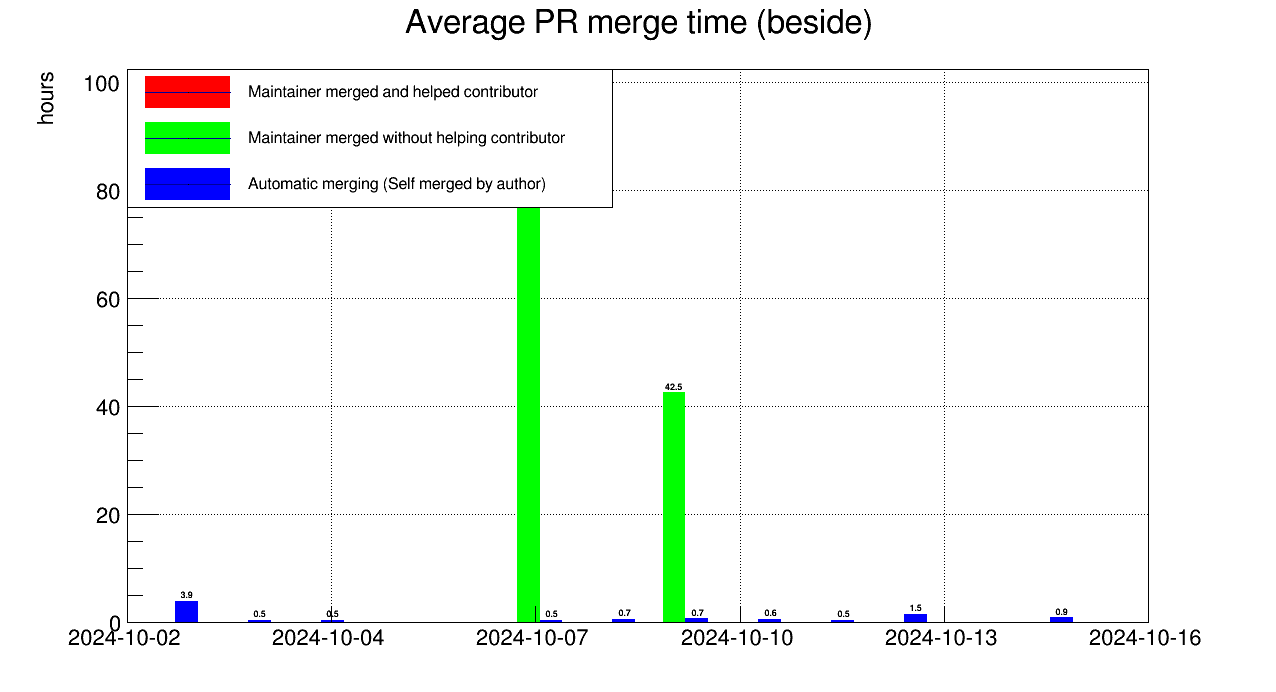 Average PR merge time (beside)
hours
100
80
60
40
20
0
Maintainer merged and helped contributor
Maintainer merged without helping contributor
Automatic merging (Self merged by author)
3.9
0.5
0.5
0.5
0.7
42.5
0.7
0.6
0.5
1.5
0.9
2024-10-02 2024-10-04 2024-10-07 2024-10-10 2024-10-13 2024-10-16